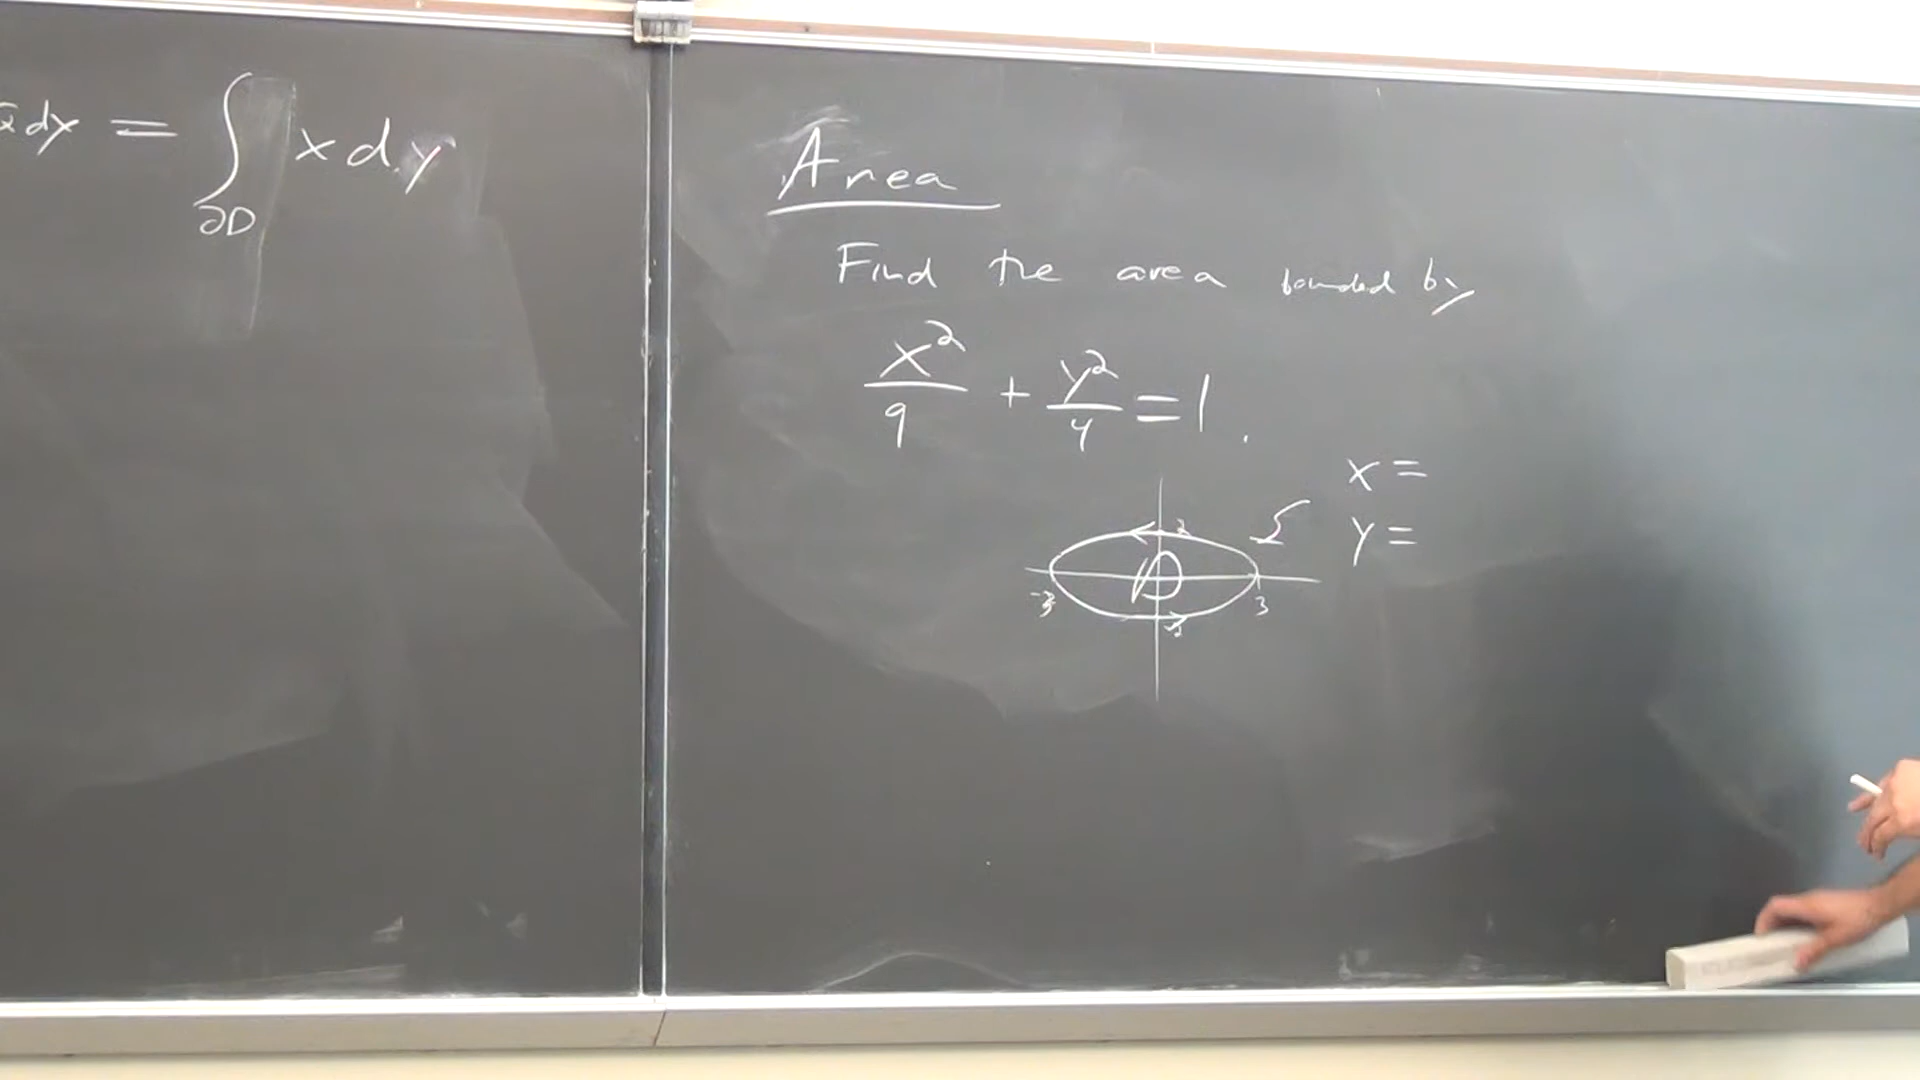 dy = ∫ x dy
∂D
Area
Find the area bounded by
x²/9 + y²/4 = 1.
x =
y =
2
D
-3 3
-2